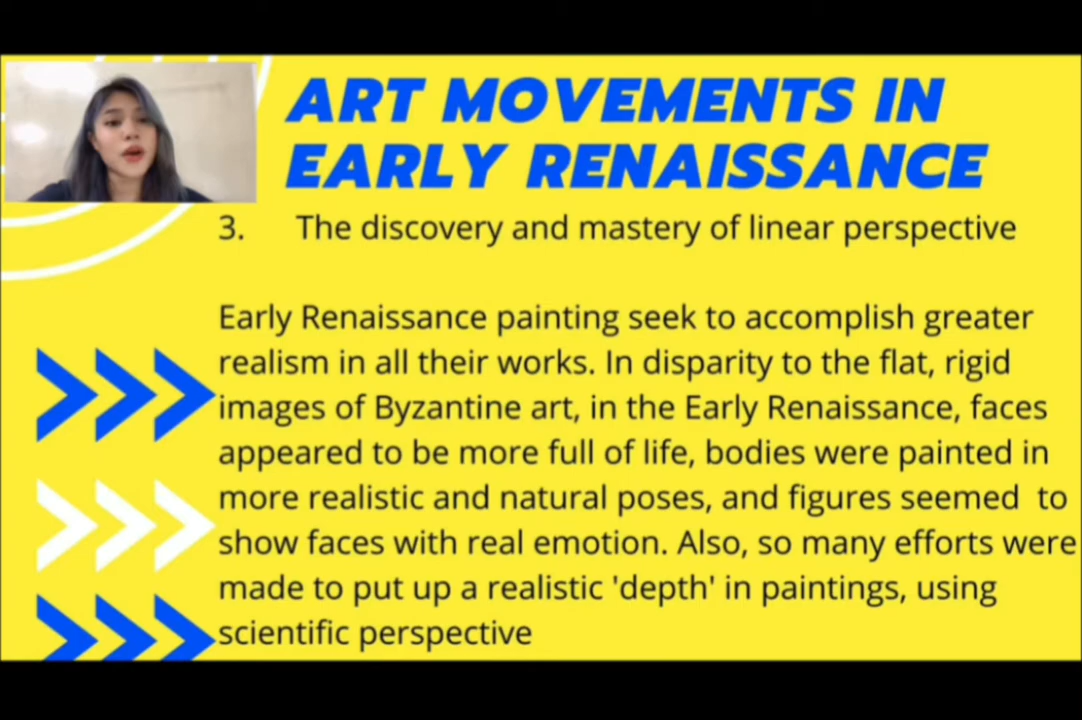 ART MOVEMENTS IN
EARLY RENAISSANCE
3. The discovery and mastery of linear perspective
Early Renaissance painting seek to accomplish greater
realism in all their works. In disparity to the flat, rigid
images of Byzantine art, in the Early Renaissance, faces
appeared to be more full of life, bodies were painted in
more realistic and natural poses, and figures seemed to
show faces with real emotion. Also, so many efforts were
made to put up a realistic 'depth' in paintings, using
scientific perspective